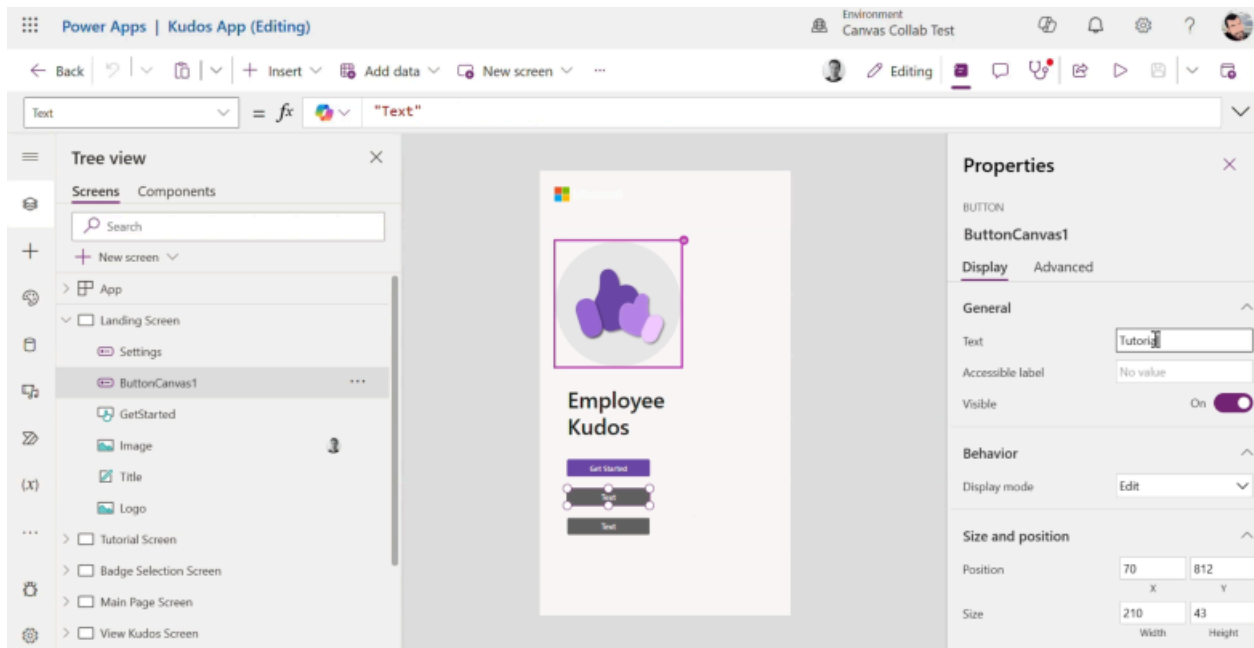 Power Apps | Kudos App (Editing)
Environment
Canvas Collab Test
Back
Insert
Add data
New screen
...
Editing
Text
= fx
"Text"
Tree view
Screens Components
Search
New screen
App
Landing Screen
Settings
ButtonCanvas1 ...
GetStarted
Image
Title
Logo
Tutorial Screen
Badge Selection Screen
Main Page Screen
View Kudos Screen
(x)
Employee
Kudos
Get Started
Text
Text
Properties
BUTTON
ButtonCanvas1
Display Advanced
General
Text Tutorial
Accessible label No value
Visible On
Behavior
Display mode Edit
Size and position
Position 70 812
X Y
Size 210 43
Width Height